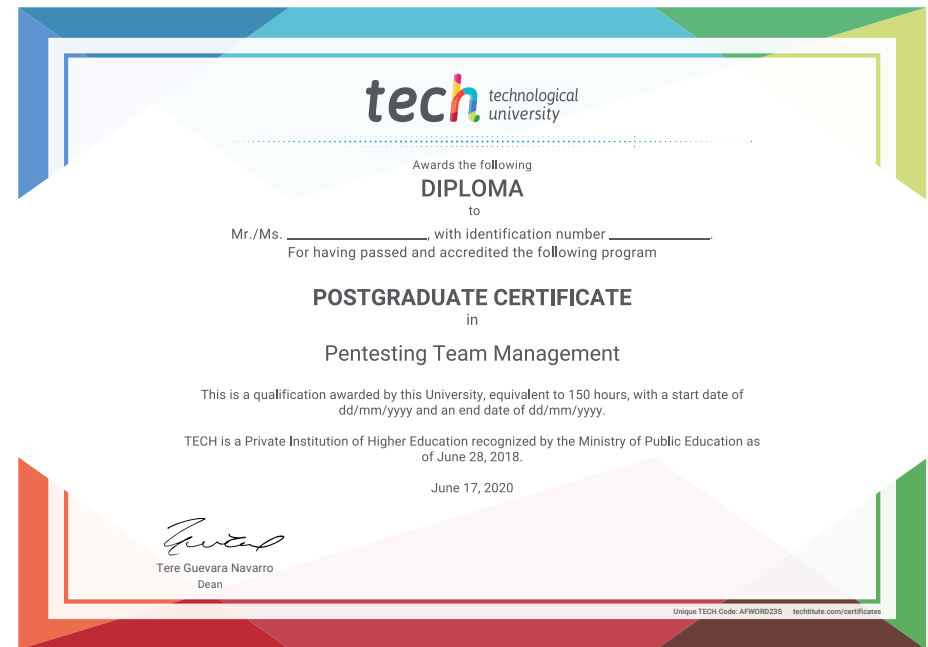 tech technological
university
Awards the following
DIPLOMA
to
Mr./Ms. ____________________, with identification number ______________.
For having passed and accredited the following program
POSTGRADUATE CERTIFICATE
in
Pentesting Team Management
This is a qualification awarded by this University, equivalent to 150 hours, with a start date of
dd/mm/yyyy and an end date of dd/mm/yyyy.
TECH is a Private Institution of Higher Education recognized by the Ministry of Public Education as
of June 28, 2018.
June 17, 2020
Tere Guevara Navarro
Dean
Unique TECH Code: AFWORD23S techtitute.com/certificates